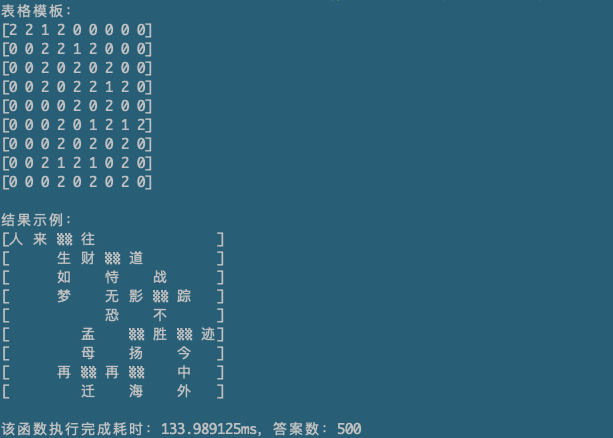 表格模板：
[2 2 1 2 0 0 0 0 0]
[0 0 2 2 1 2 0 0 0]
[0 0 2 0 2 0 2 0 0]
[0 0 2 0 2 2 1 2 0]
[0 0 0 0 2 0 2 0 0]
[0 0 0 2 0 1 2 1 2]
[0 0 0 2 0 2 0 2 0]
[0 0 2 1 2 1 0 2 0]
[0 0 0 2 0 2 0 2 0]

结果示例：
[人 来 ▒▒ 往 ]
[ 生 财 ▒▒ 道 ]
[ 如 恃 战 ]
[ 梦 无 影 ▒▒ 踪 ]
[ 恐 不 ]
[ 孟 ▒▒ 胜 ▒▒ 迹]
[ 母 扬 今 ]
[ 再 ▒▒ 再 ▒▒ 中 ]
[ 迁 海 外 ]

该函数执行完成耗时：133.989125ms，答案数：500